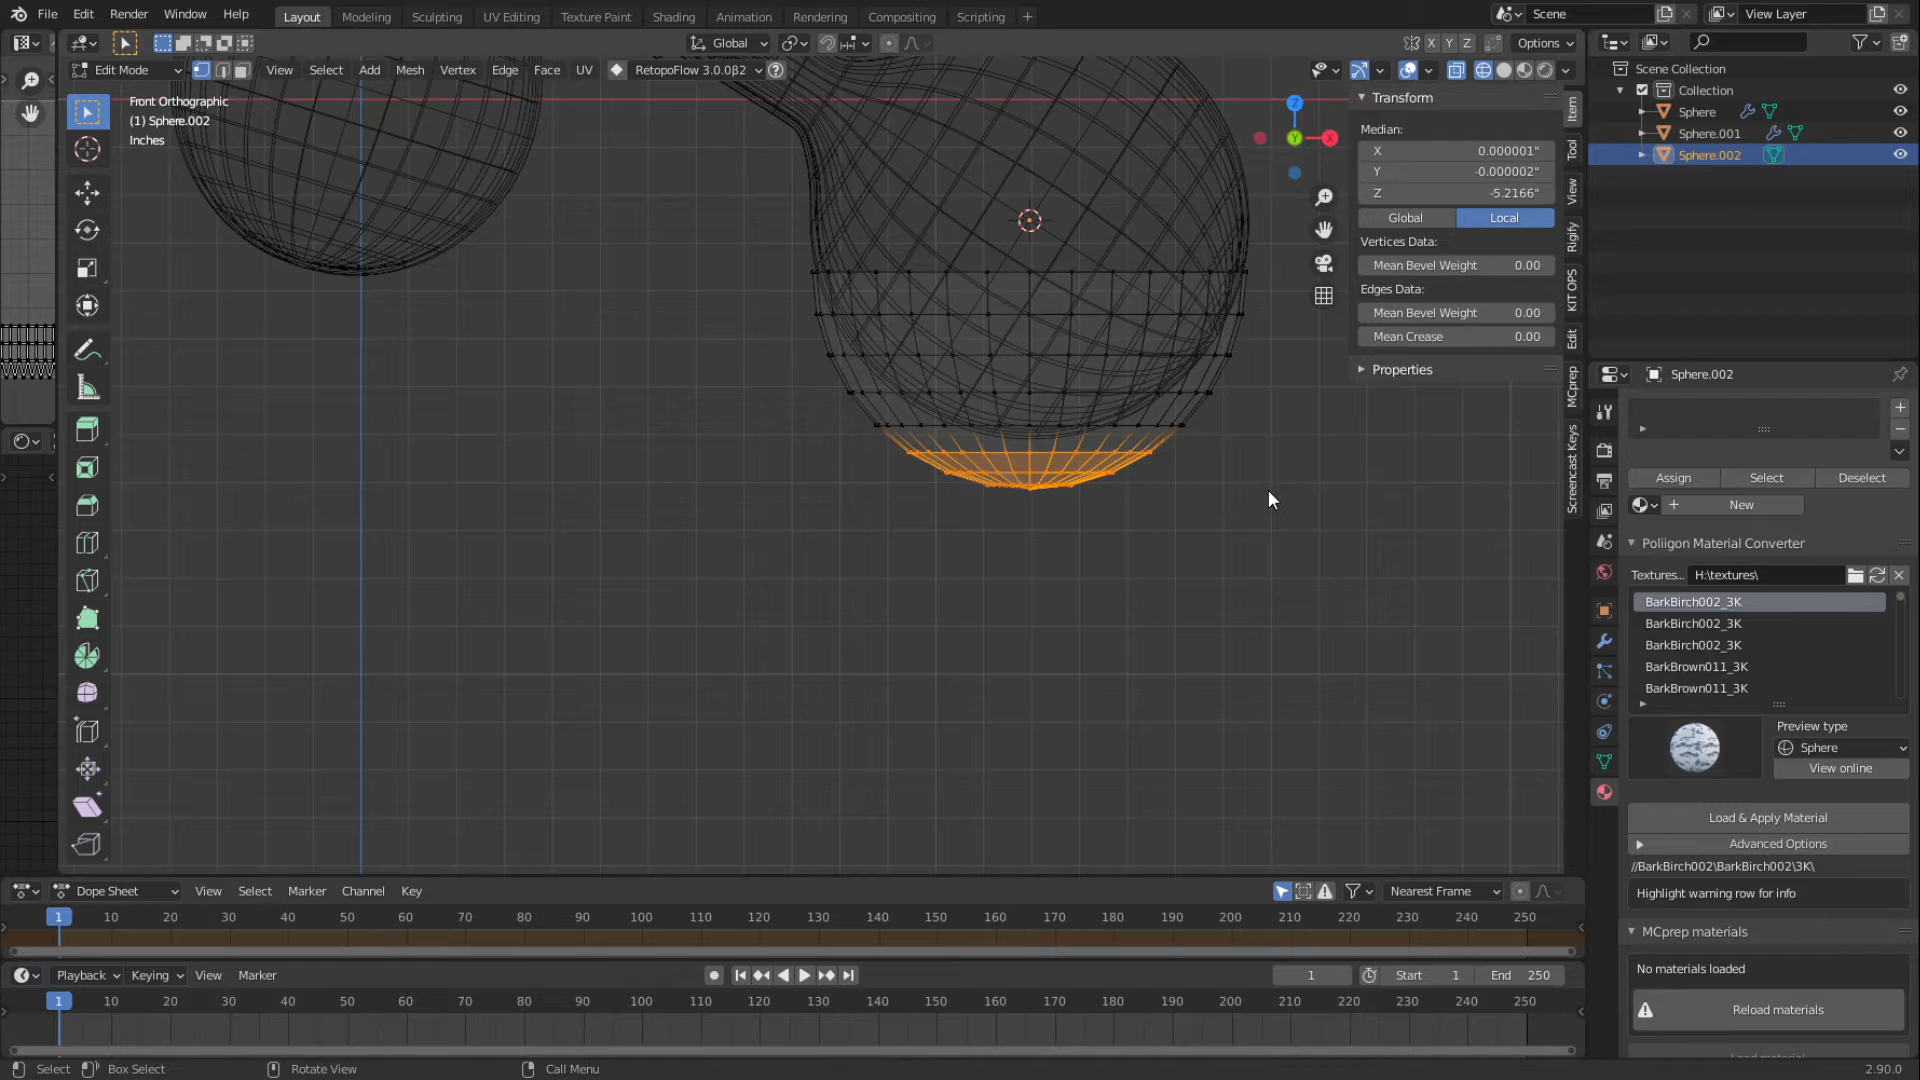 File Edit Render Window Help Layout Modeling Sculpting UV Editing Texture Paint Shading Animation Rendering Compositing Scripting + Scene View Layer
Global X Y Z Options
Edit Mode View Select Add Mesh Vertex Edge Face UV RetopoFlow 3.0.0β2 ?
Front Orthographic
(1) Sphere.002
Inches
Z
Y
X
Transform
Median:
X 0.000001"
Y -0.000002"
Z -5.2166"
Global Local
Vertices Data:
Mean Bevel Weight 0.00
Edges Data:
Mean Bevel Weight 0.00
Mean Crease 0.00
Properties
Item
Tool
View
Rigify
KIT OPS
Edit
MCprep
Screencast Keys
Scene Collection
Collection
Sphere
Sphere.001
Sphere.002
Sphere.002
Assign Select Deselect
+ New
Poliigon Material Converter
Textures... H:\textures\
BarkBirch002_3K
BarkBirch002_3K
BarkBirch002_3K
BarkBrown011_3K
BarkBrown011_3K
Preview type
Sphere
View online
Load & Apply Material
Advanced Options
//BarkBirch002\BarkBirch002\3K\
Highlight warning row for info
MCprep materials
No materials loaded
Reload materials
Load material
Dope Sheet View Select Marker Channel Key Nearest Frame
1 10 20 30 40 50 60 70 80 90 100 110 120 130 140 150 160 170 180 190 200 210 220 230 240 250
Playback Keying View Marker 1 Start 1 End 250
1 10 20 30 40 50 60 70 80 90 100 110 120 130 140 150 160 170 180 190 200 210 220 230 240 250
Select Box Select Rotate View Call Menu 2.90.0